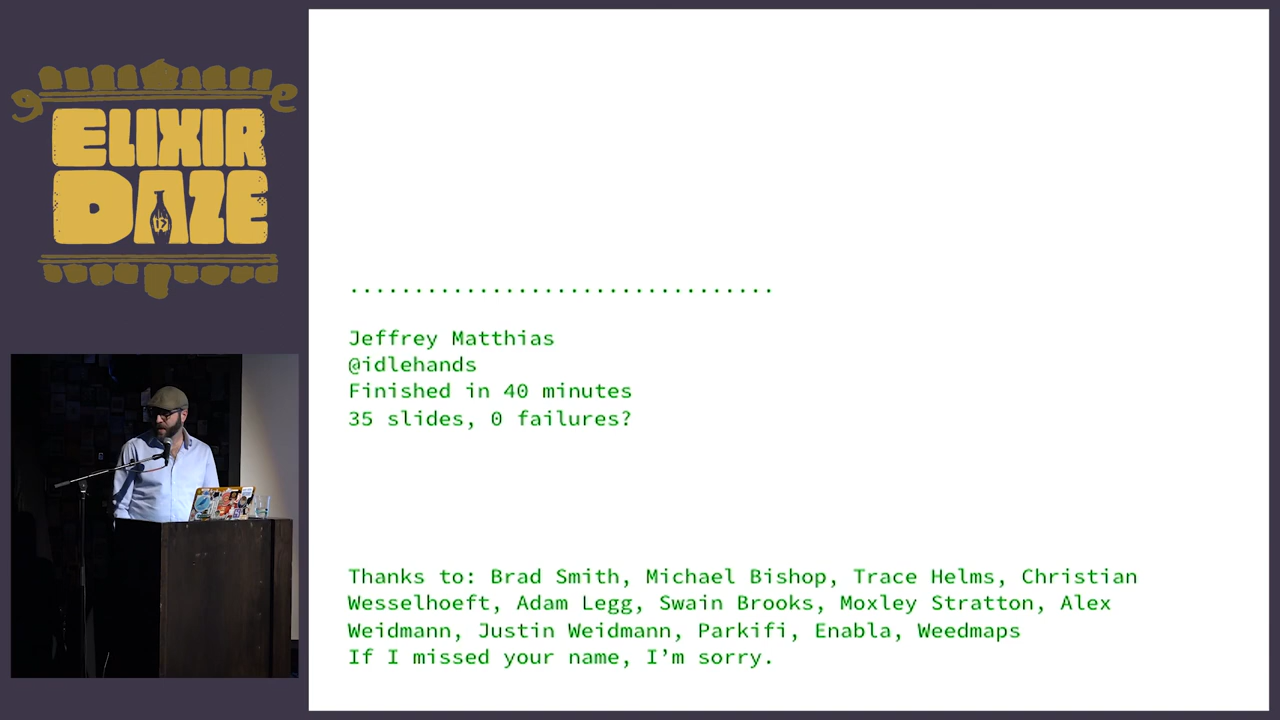 ELIXIR
DAZE
.................................
Jeffrey Matthias
@idlehands
Finished in 40 minutes
35 slides, 0 failures?
Thanks to: Brad Smith, Michael Bishop, Trace Helms, Christian
Wesselhoeft, Adam Legg, Swain Brooks, Moxley Stratton, Alex
Weidmann, Justin Weidmann, Parkifi, Enabla, Weedmaps
If I missed your name, I’m sorry.